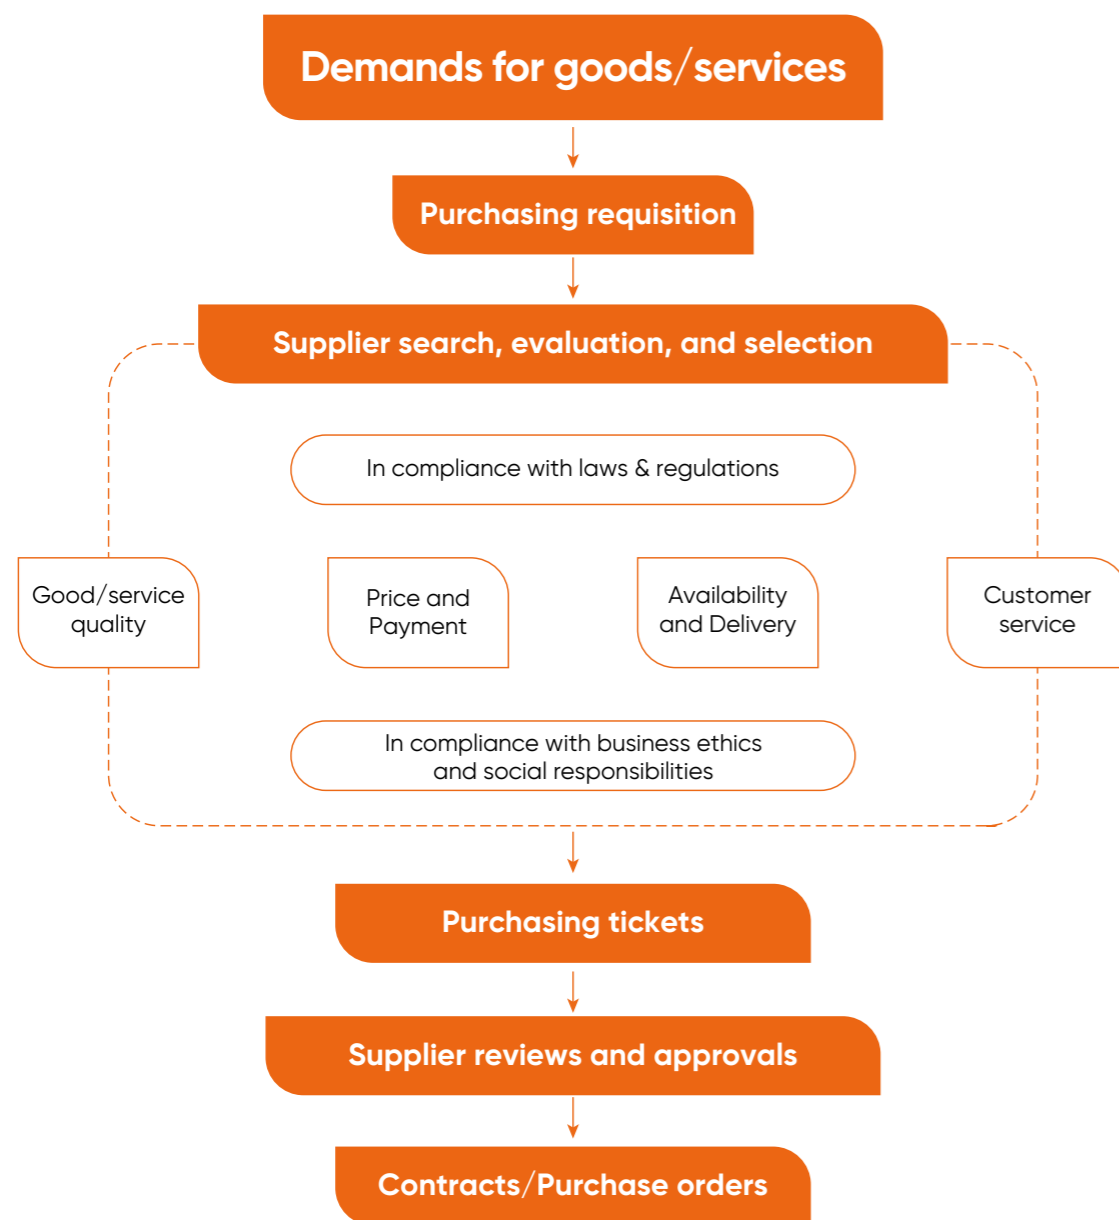 Demands for goods/services
Purchasing requisition
Supplier search, evaluation, and selection
In compliance with laws & regulations
Good/service
quality
Price and
Payment
Availability
and Delivery
Customer
service
In compliance with business ethics
and social responsibilities
Purchasing tickets
Supplier reviews and approvals
Contracts/Purchase orders